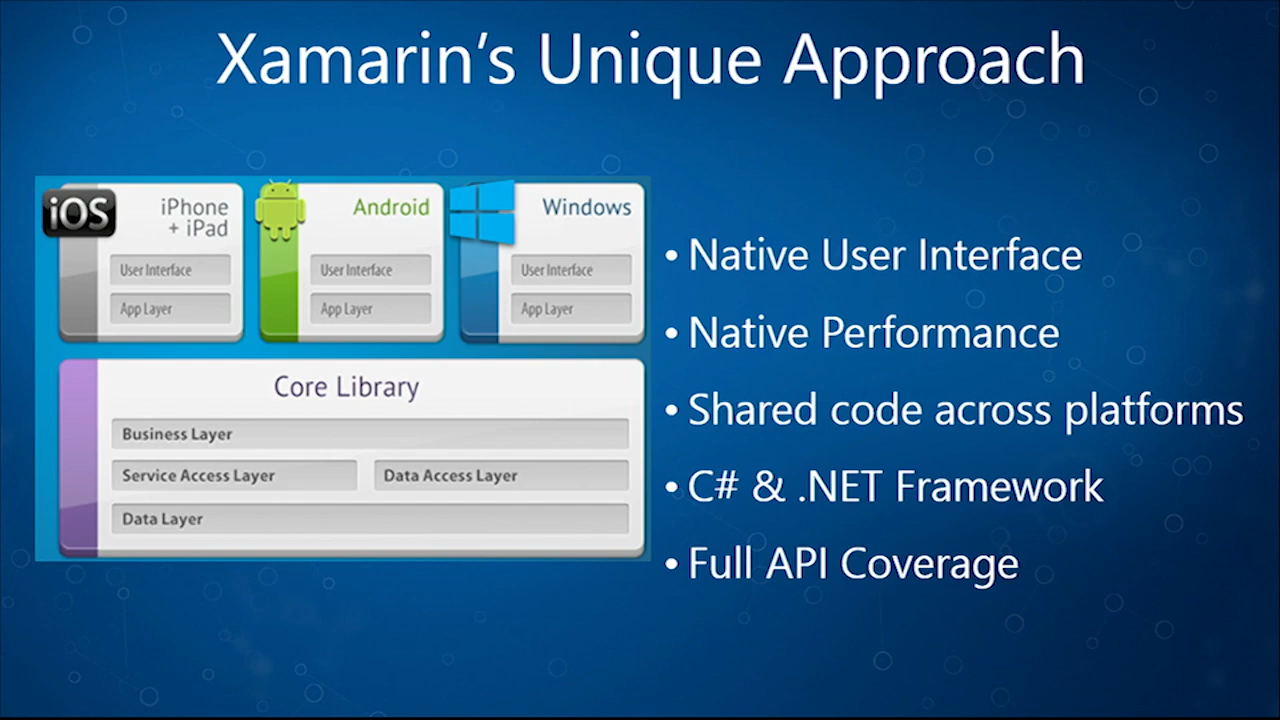 Xamarin's Unique Approach
iOS
iPhone
+ iPad
User Interface
App Layer
Android
User Interface
App Layer
Windows
User Interface
App Layer
Core Library
Business Layer
Service Access Layer
Data Access Layer
Data Layer
• Native User Interface
• Native Performance
• Shared code across platforms
• C# & .NET Framework
• Full API Coverage